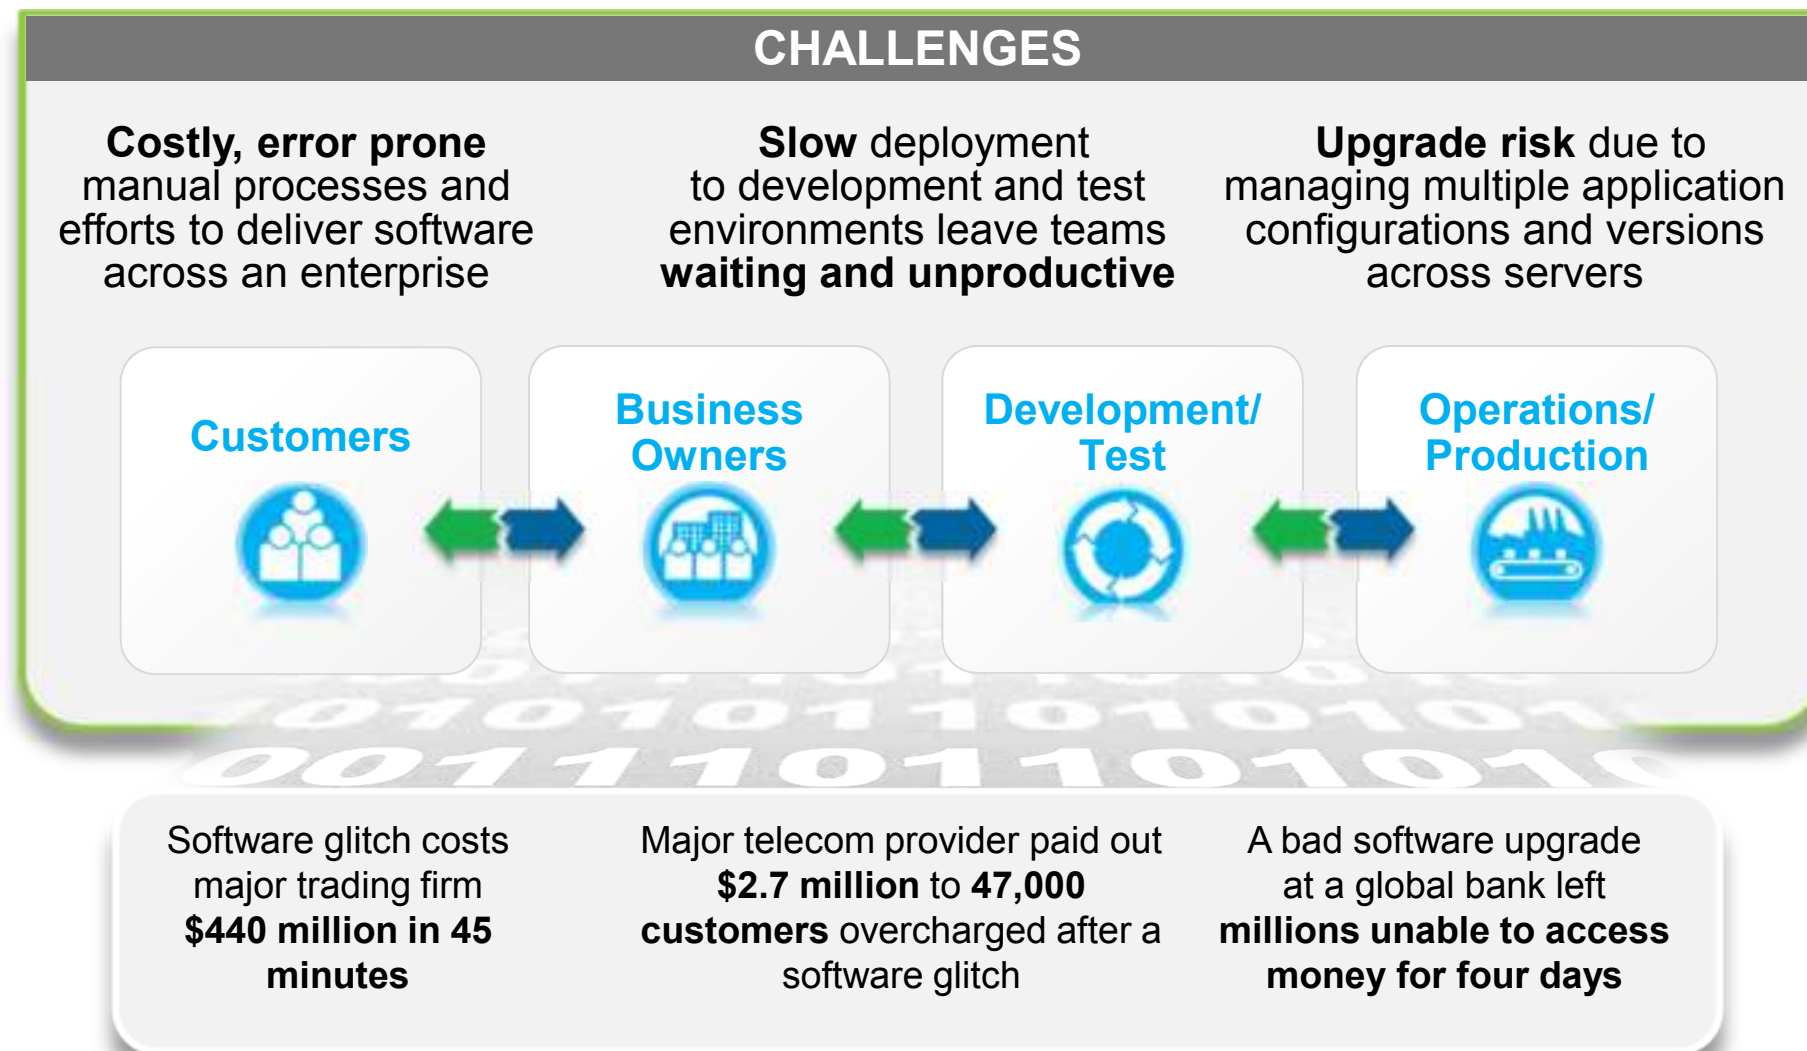 CHALLENGES
Costly, error prone
manual processes and
efforts to deliver software
across an enterprise
Slow deployment
to development and test
environments leave teams
waiting and unproductive
Upgrade risk due to
managing multiple application
configurations and versions
across servers
Customers
Business
Owners
Development/
Test
Operations/
Production
010101101010101
00111101101010
Software glitch costs
major trading firm
$440 million in 45
minutes
Major telecom provider paid out
$2.7 million to 47,000
customers overcharged after a
software glitch
A bad software upgrade
at a global bank left
millions unable to access
money for four days